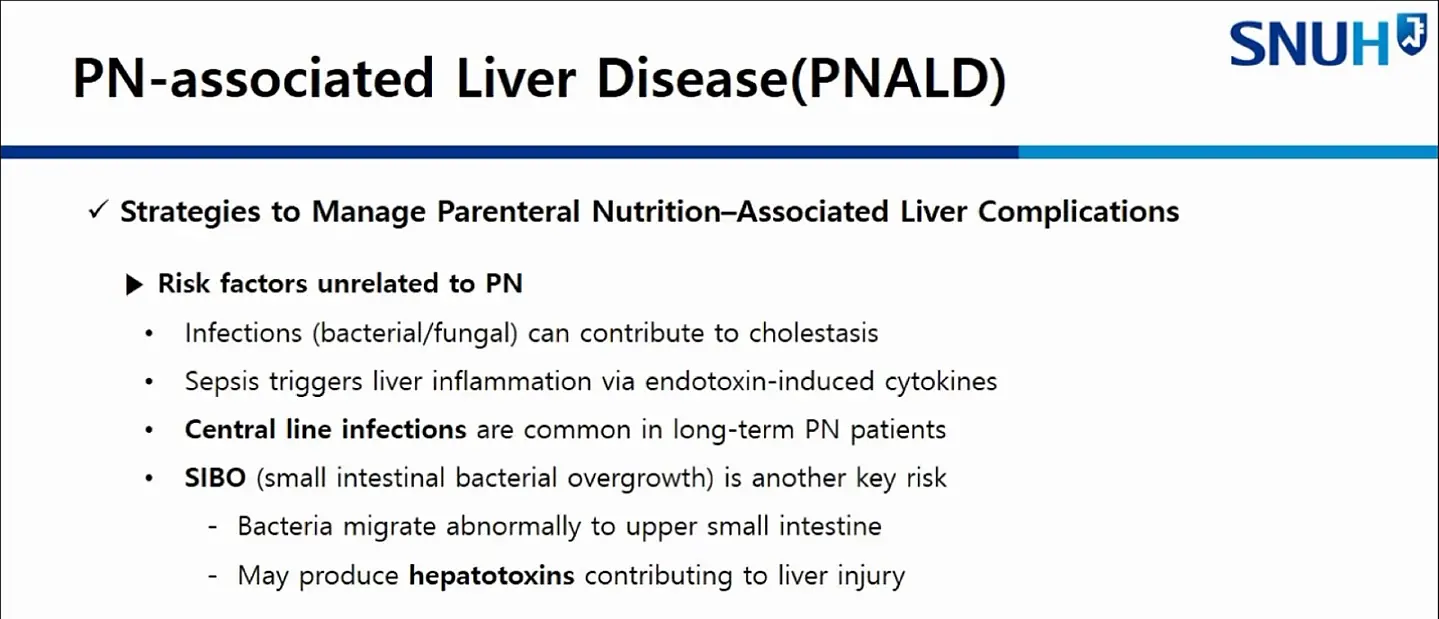 SNUH
PN-associated Liver Disease(PNALD)
✓ Strategies to Manage Parenteral Nutrition–Associated Liver Complications
▶ Risk factors unrelated to PN
• Infections (bacterial/fungal) can contribute to cholestasis
• Sepsis triggers liver inflammation via endotoxin-induced cytokines
• Central line infections are common in long-term PN patients
• SIBO (small intestinal bacterial overgrowth) is another key risk
- Bacteria migrate abnormally to upper small intestine
- May produce hepatotoxins contributing to liver injury